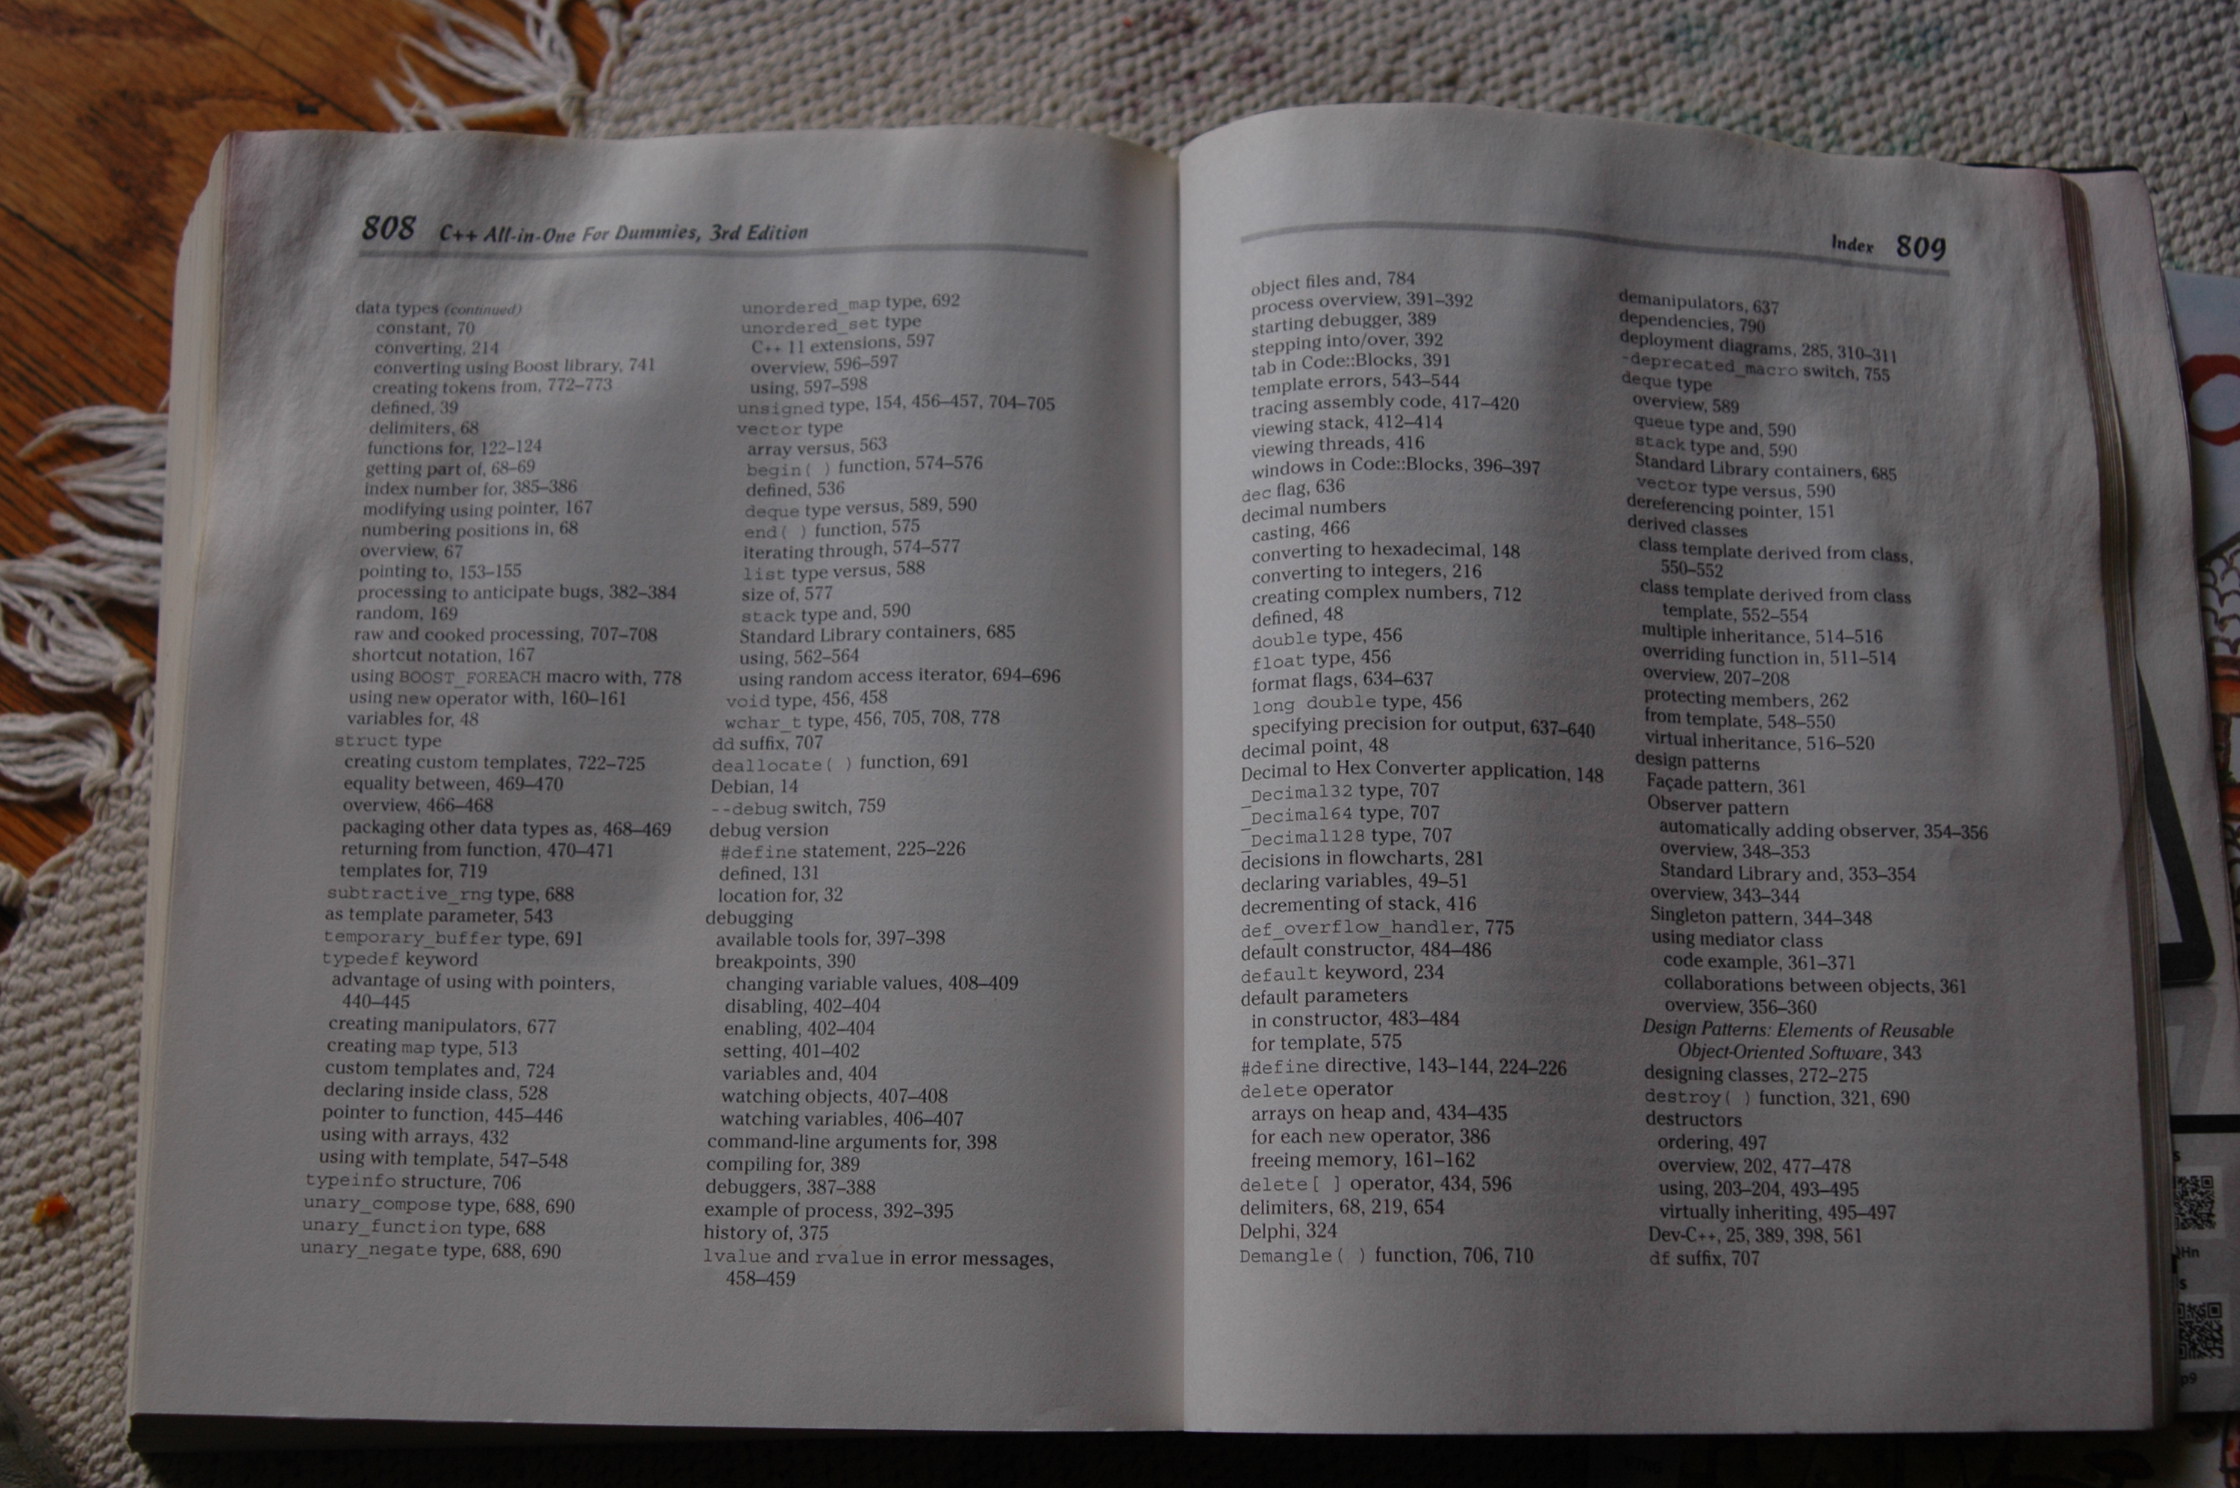 808 C++ All-in-One For Dummies, 3rd Edition
data types (continued)
constant, 70
converting, 214
converting using Boost library, 741
creating tokens from, 772–773
defined, 39
delimiters, 68
functions for, 122–124
getting part of, 68–69
index number for, 385–386
modifying using pointer, 167
numbering positions in, 68
overview, 67
pointing to, 153–155
processing to anticipate bugs, 382–384
random, 169
raw and cooked processing, 707–708
shortcut notation, 167
using BOOST_FOREACH macro with, 778
using new operator with, 160–161
variables for, 48
struct type
creating custom templates, 722–725
equality between, 469–470
overview, 466–468
packaging other data types as, 468–469
returning from function, 470–471
templates for, 719
subtractive_rng type, 688
as template parameter, 543
temporary_buffer type, 691
typedef keyword
advantage of using with pointers,
440–445
creating manipulators, 677
creating map type, 513
custom templates and, 724
declaring inside class, 528
pointer to function, 445–446
using with arrays, 432
using with template, 547–548
typeinfo structure, 706
unary_compose type, 688, 690
unary_function type, 688
unary_negate type, 688, 690
unordered_map type, 692
unordered_set type
C++ 11 extensions, 597
overview, 596–597
using, 597–598
unsigned type, 154, 456–457, 704–705
vector type
array versus, 563
begin( ) function, 574–576
defined, 536
deque type versus, 589, 590
end( ) function, 575
iterating through, 574–577
list type versus, 588
size of, 577
stack type and, 590
Standard Library containers, 685
using, 562–564
using random access iterator, 694–696
void type, 456, 458
wchar_t type, 456, 705, 708, 778
dd suffix, 707
deallocate( ) function, 691
Debian, 14
--debug switch, 759
debug version
#define statement, 225–226
defined, 131
location for, 32
debugging
available tools for, 397–398
breakpoints, 390
changing variable values, 408–409
disabling, 402–404
enabling, 402–404
setting, 401–402
variables and, 404
watching objects, 407–408
watching variables, 406–407
command-line arguments for, 398
compiling for, 389
debuggers, 387–388
example of process, 392–395
history of, 375
lvalue and rvalue in error messages,
458–459
Index 809
object files and, 784
process overview, 391–392
starting debugger, 389
stepping into/over, 392
tab in Code::Blocks, 391
template errors, 543–544
tracing assembly code, 417–420
viewing stack, 412–414
viewing threads, 416
windows in Code::Blocks, 396–397
dec flag, 636
decimal numbers
casting, 466
converting to hexadecimal, 148
converting to integers, 216
creating complex numbers, 712
defined, 48
double type, 456
float type, 456
format flags, 634–637
long double type, 456
specifying precision for output, 637–640
decimal point, 48
Decimal to Hex Converter application, 148
_Decimal32 type, 707
_Decimal64 type, 707
_Decimal128 type, 707
decisions in flowcharts, 281
declaring variables, 49–51
decrementing of stack, 416
def_overflow_handler, 775
default constructor, 484–486
default keyword, 234
default parameters
in constructor, 483–484
for template, 575
#define directive, 143–144, 224–226
delete operator
arrays on heap and, 434–435
for each new operator, 386
freeing memory, 161–162
delete[ ] operator, 434, 596
delimiters, 68, 219, 654
Delphi, 324
Demangle( ) function, 706, 710
demanipulators, 637
dependencies, 790
deployment diagrams, 285, 310–311
-deprecated_macro switch, 755
deque type
overview, 589
queue type and, 590
stack type and, 590
Standard Library containers, 685
vector type versus, 590
dereferencing pointer, 151
derived classes
class template derived from class,
550–552
class template derived from class
template, 552–554
multiple inheritance, 514–516
overriding function in, 511–514
overview, 207–208
protecting members, 262
from template, 548–550
virtual inheritance, 516–520
design patterns
Façade pattern, 361
Observer pattern
automatically adding observer, 354–356
overview, 348–353
Standard Library and, 353–354
overview, 343–344
Singleton pattern, 344–348
using mediator class
code example, 361–371
collaborations between objects, 361
overview, 356–360
Design Patterns: Elements of Reusable
Object-Oriented Software, 343
designing classes, 272–275
destroy( ) function, 321, 690
destructors
ordering, 497
overview, 202, 477–478
using, 203–204, 493–495
virtually inheriting, 495–497
Dev-C++, 25, 389, 398, 561
df suffix, 707